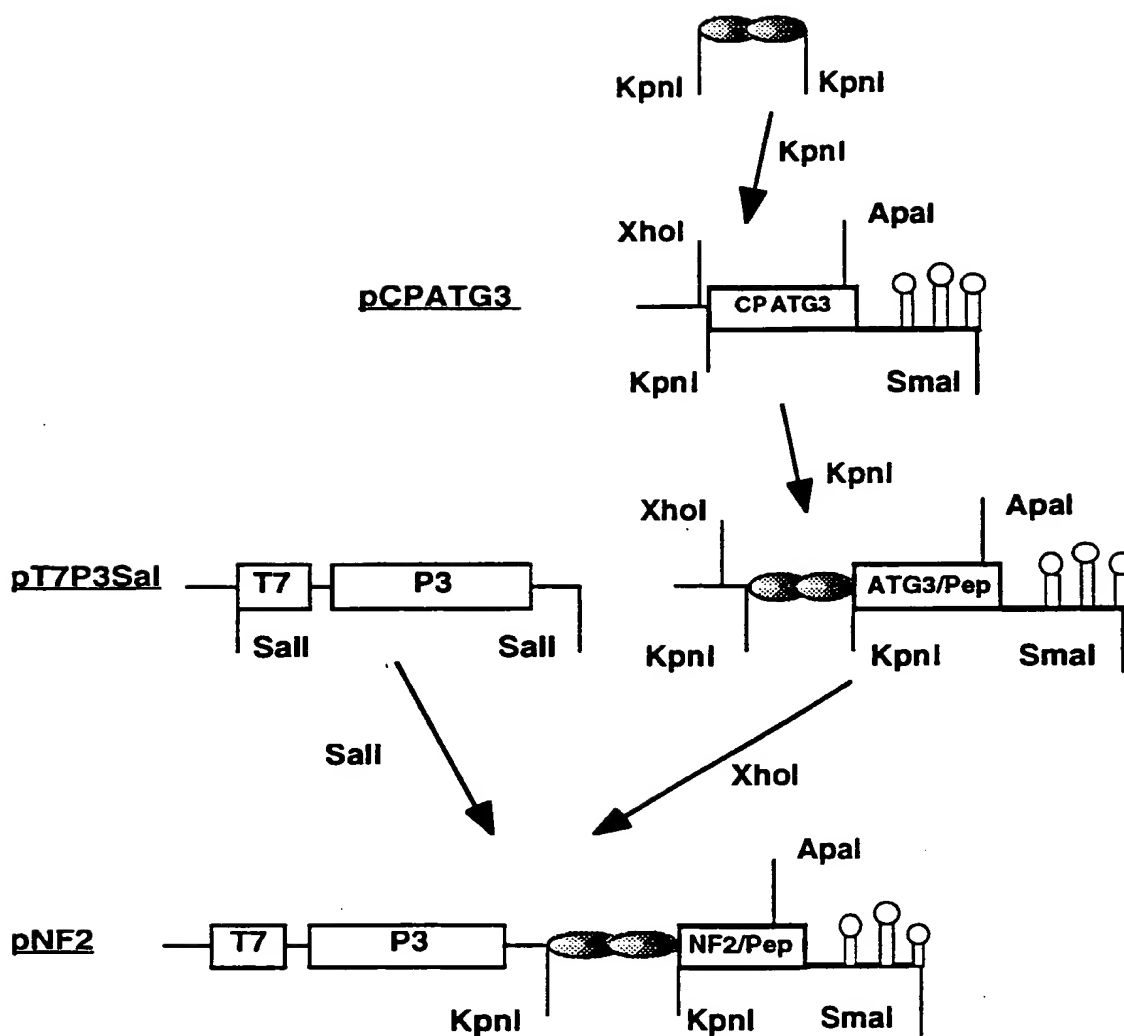 KpnI KpnI
KpnI
XhoI ApaI
pCPATG3 CPATG3
KpnI SmaI
KpnI
XhoI ApaI
pT7P3Sal T7 P3 ATG3/Pep
SalI SalI KpnI KpnI SmaI
SalI XhoI
ApaI
pNF2 T7 P3 NF2/Pep
KpnI KpnI SmaI